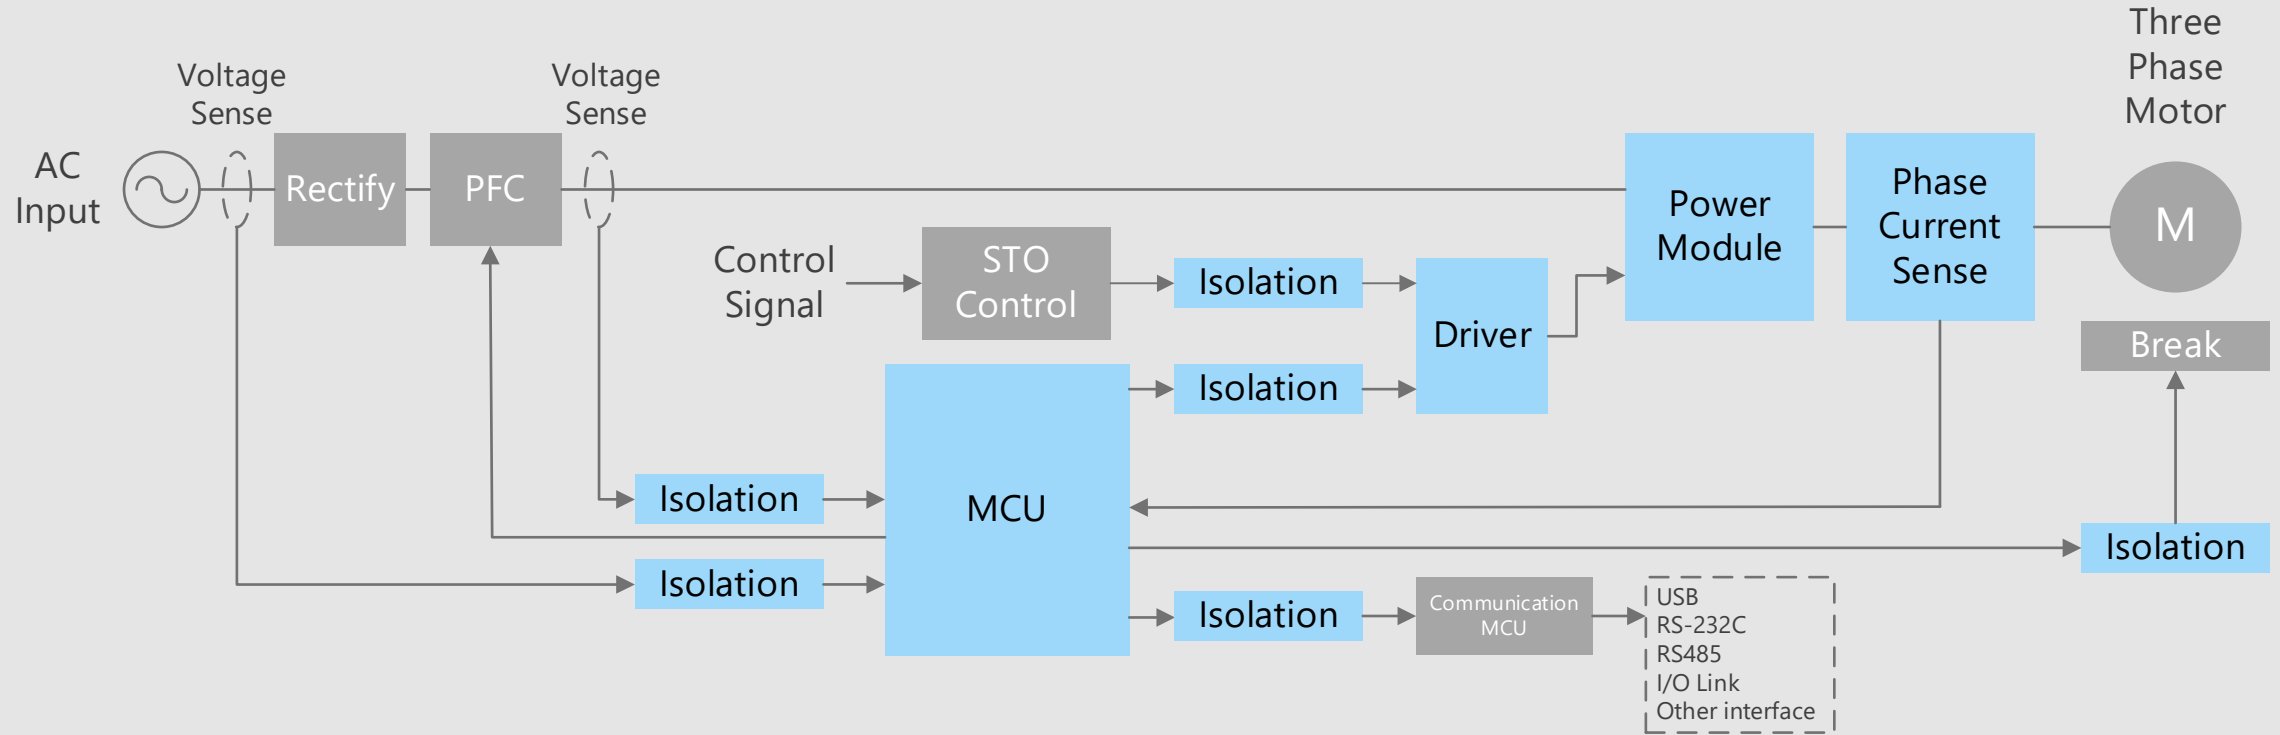 Three
Phase
Motor
Voltage
Sense
Voltage
Sense
AC
Input
Rectify
PFC
Power
Module
Phase
Current
Sense
M
Control
Signal
STO
Control
Isolation
Driver
Break
Isolation
MCU
Isolation
Isolation
Isolation
Isolation
Communication
MCU
USB
RS-232C
RS485
I/O Link
Other interface